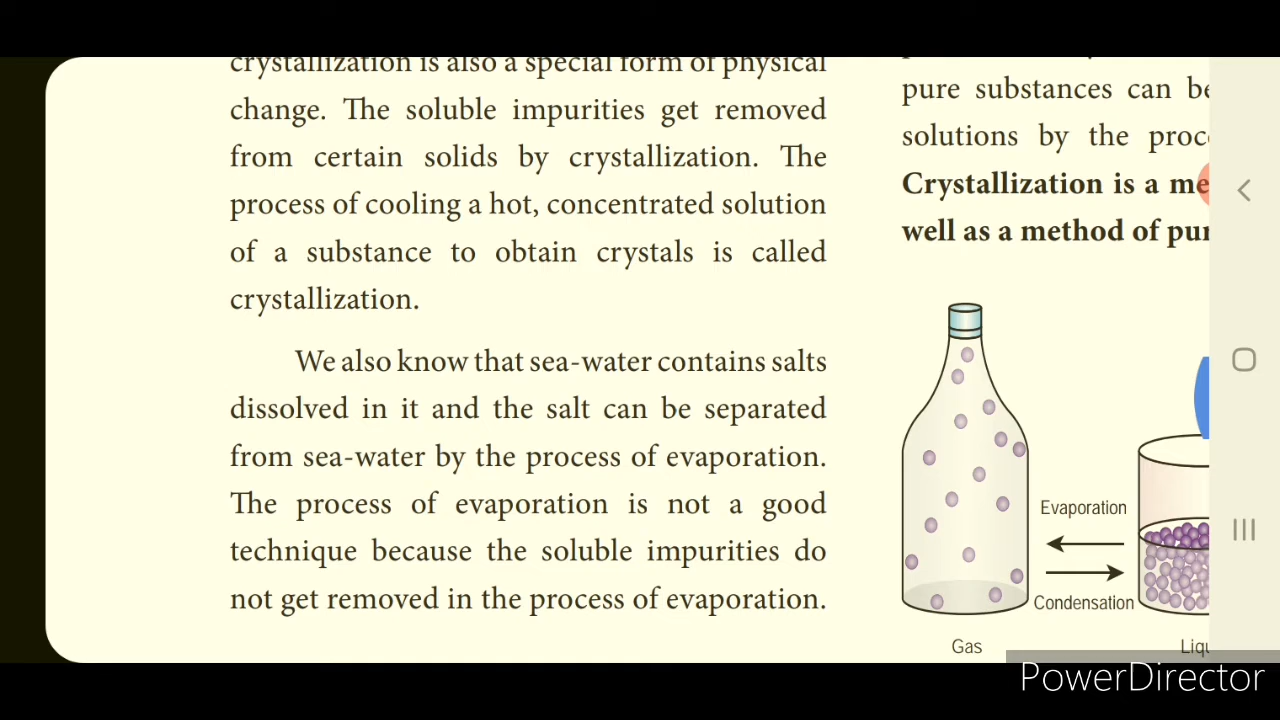 crystallization is also a special form of physical
change. The soluble impurities get removed
from certain solids by crystallization. The
process of cooling a hot, concentrated solution
of a substance to obtain crystals is called
crystallization.
We also know that sea-water contains salts
dissolved in it and the salt can be separated
from sea-water by the process of evaporation.
The process of evaporation is not a good
technique because the soluble impurities do
not get removed in the process of evaporation.
pure substances can be
solutions by the
Crystallization is a
well as a method of
Evaporation
Condensation
Gas
PowerDirector